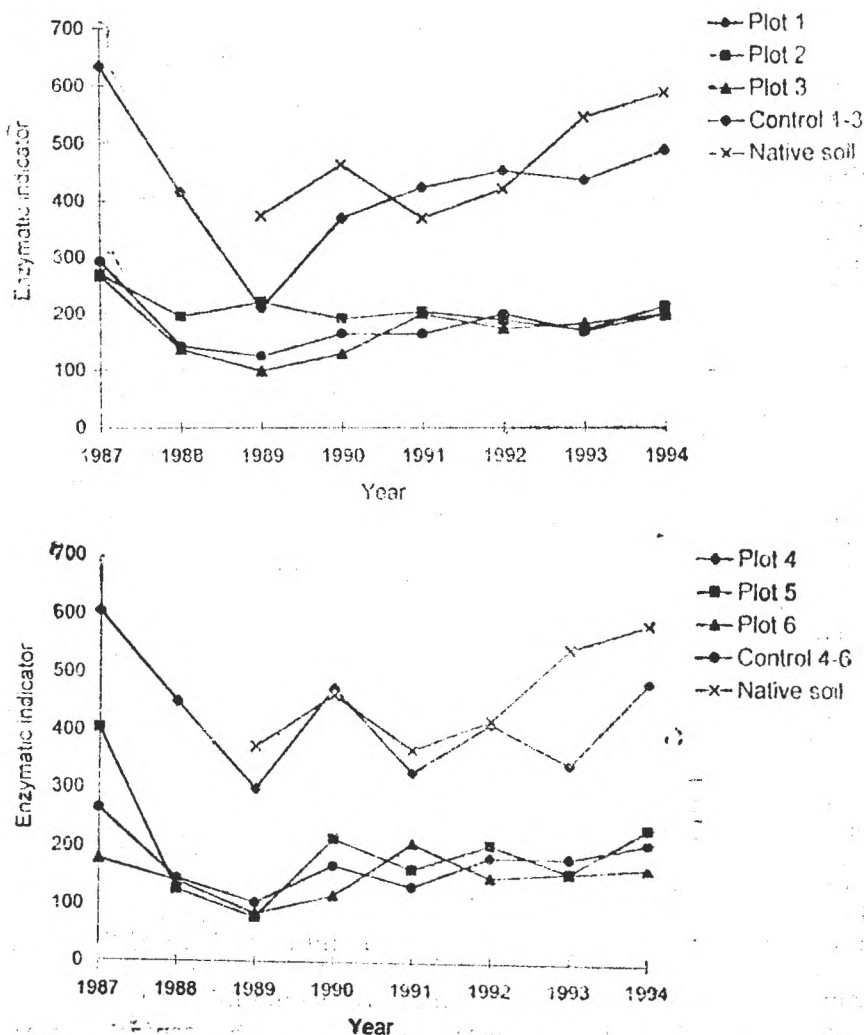 700
600
500
400
300
200
100
0
Enzymatic indicator
1987 1988 1989 1990 1991 1992 1993 1994
Year
Plot 1
Plot 2
Plot 3
Control 1-3
Native soil
700
600
500
400
300
200
100
0
Enzymatic indicator
1987 1988 1989 1990 1991 1992 1993 1994
Year
Plot 4
Plot 5
Plot 6
Control 4-6
Native soil